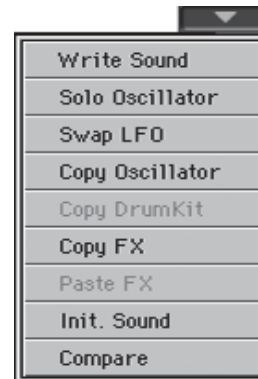 Write Sound
Solo Oscillator
Swap LFO
Copy Oscillator
Copy DrumKit
Copy FX
Paste FX
Init. Sound
Compare